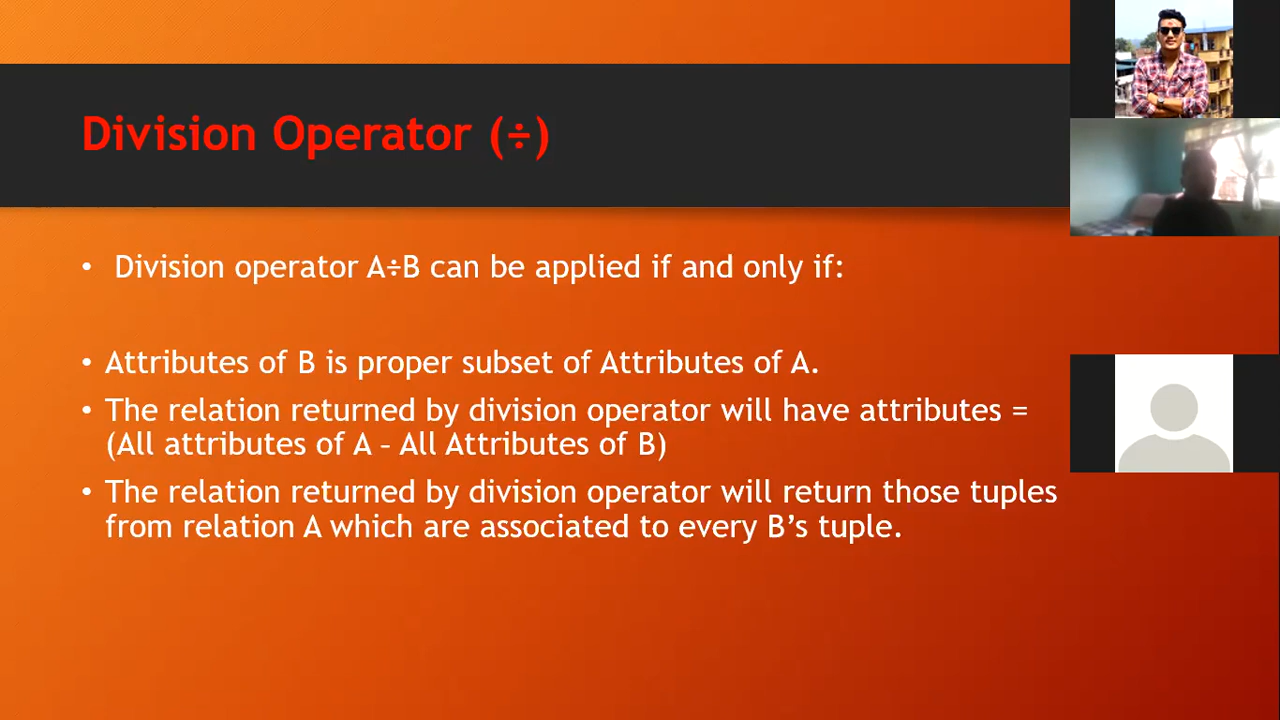 Division Operator (÷)
• Division operator A÷B can be applied if and only if:
• Attributes of B is proper subset of Attributes of A.
• The relation returned by division operator will have attributes =
(All attributes of A – All Attributes of B)
• The relation returned by division operator will return those tuples
from relation A which are associated to every B’s tuple.